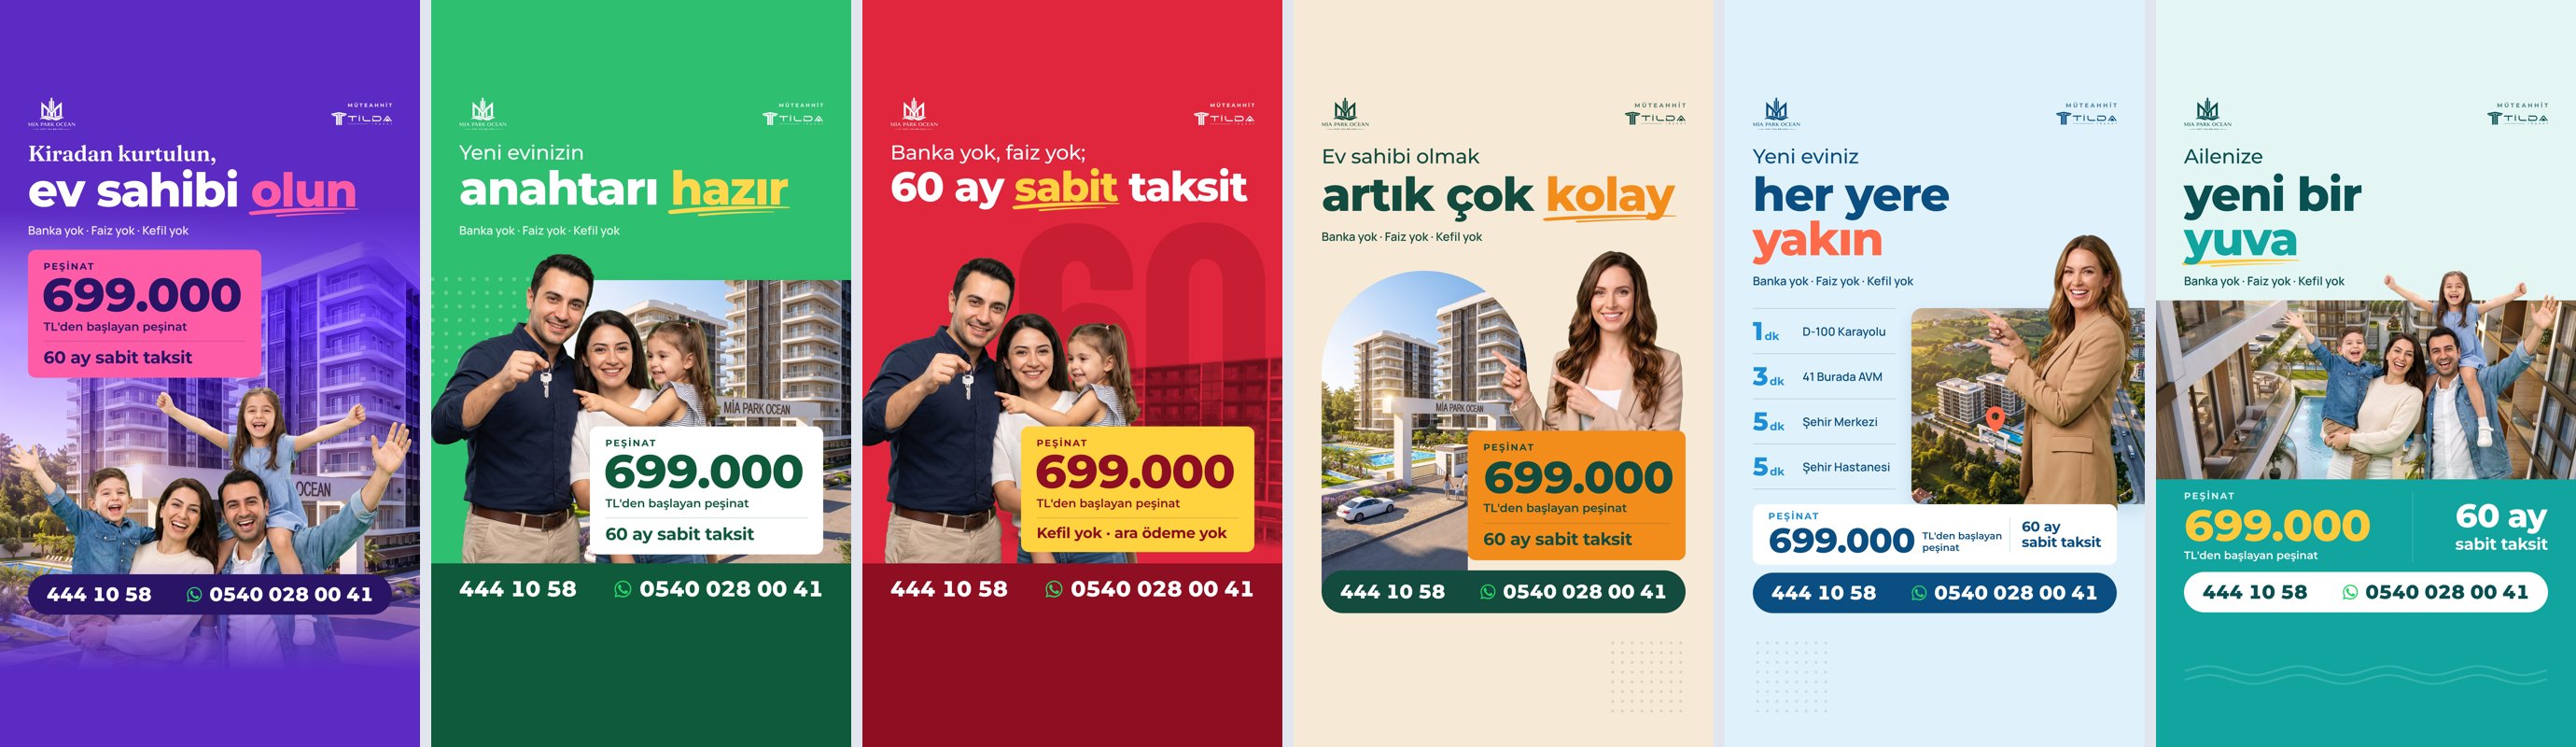 MİA PARK OCEAN
MÜTEAHHİT
TILDA
Kiradan kurtulun,
ev sahibi olun
Banka yok · Faiz yok · Kefil yok
PEŞİNAT
699.000
TL'den başlayan peşinat
60 ay sabit taksit
OCEAN
444 10 58
0540 028 00 41
MİA PARK OCEAN
MÜTEAHHİT
TILDA
Yeni evinizin
anahtarı hazır
Banka yok · Faiz yok · Kefil yok
MİA PARK OCEAN
PEŞİNAT
699.000
TL'den başlayan peşinat
60 ay sabit taksit
444 10 58
0540 028 00 41
MİA PARK OCEAN
MÜTEAHHİT
TILDA
Banka yok, faiz yok;
60 ay sabit taksit
60
PEŞİNAT
699.000
TL'den başlayan peşinat
Kefil yok · ara ödeme yok
444 10 58
0540 028 00 41
MİA PARK OCEAN
MÜTEAHHİT
TILDA
Ev sahibi olmak
artık çok kolay
Banka yok · Faiz yok · Kefil yok
MİA PARK OCEAN
PEŞİNAT
699.000
TL'den başlayan peşinat
60 ay sabit taksit
444 10 58
0540 028 00 41
MİA PARK OCEAN
MÜTEAHHİT
TILDA
Yeni eviniz
her yere
yakın
Banka yok · Faiz yok · Kefil yok
1 dk D-100 Karayolu
3 dk 41 Burada AVM
5 dk Şehir Merkezi
5 dk Şehir Hastanesi
PEŞİNAT
699.000
TL'den başlayan
peşinat
60 ay
sabit taksit
444 10 58
0540 028 00 41
MİA PARK OCEAN
MÜTEAHHİT
TILDA
Ailenize
yeni bir
yuva
Banka yok · Faiz yok · Kefil yok
PEŞİNAT
699.000
TL'den başlayan peşinat
60 ay
sabit taksit
444 10 58
0540 028 00 41